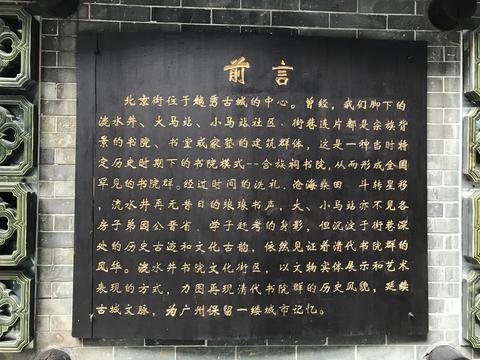 前言
北京街位于越秀古城的中心。曾经，我们脚下的
流水井、大马站、小马站社区，街巷连片都是宗族背
景的书院、书室或家塾的建筑群体，这是一种当时特
定历史时期下的书院模式--合族祠书院，从而形成全国
罕见的书院群。经过时间的洗礼，沧海桑田，斗转星移，
流水井再无昔日的琅琅书声，大、小马站亦不见各
房子弟园公晋省、学子赶考的身影，但沉淀于街巷深
处的历史古迹和文化古韵，依然见证着清代书院群的
风华。流水井书院文化街区，以文物实体展示和艺术
表现的方式，力图再现清代书院群的历史风貌，延续
古城文脉，为广州保留一缕城市记忆。